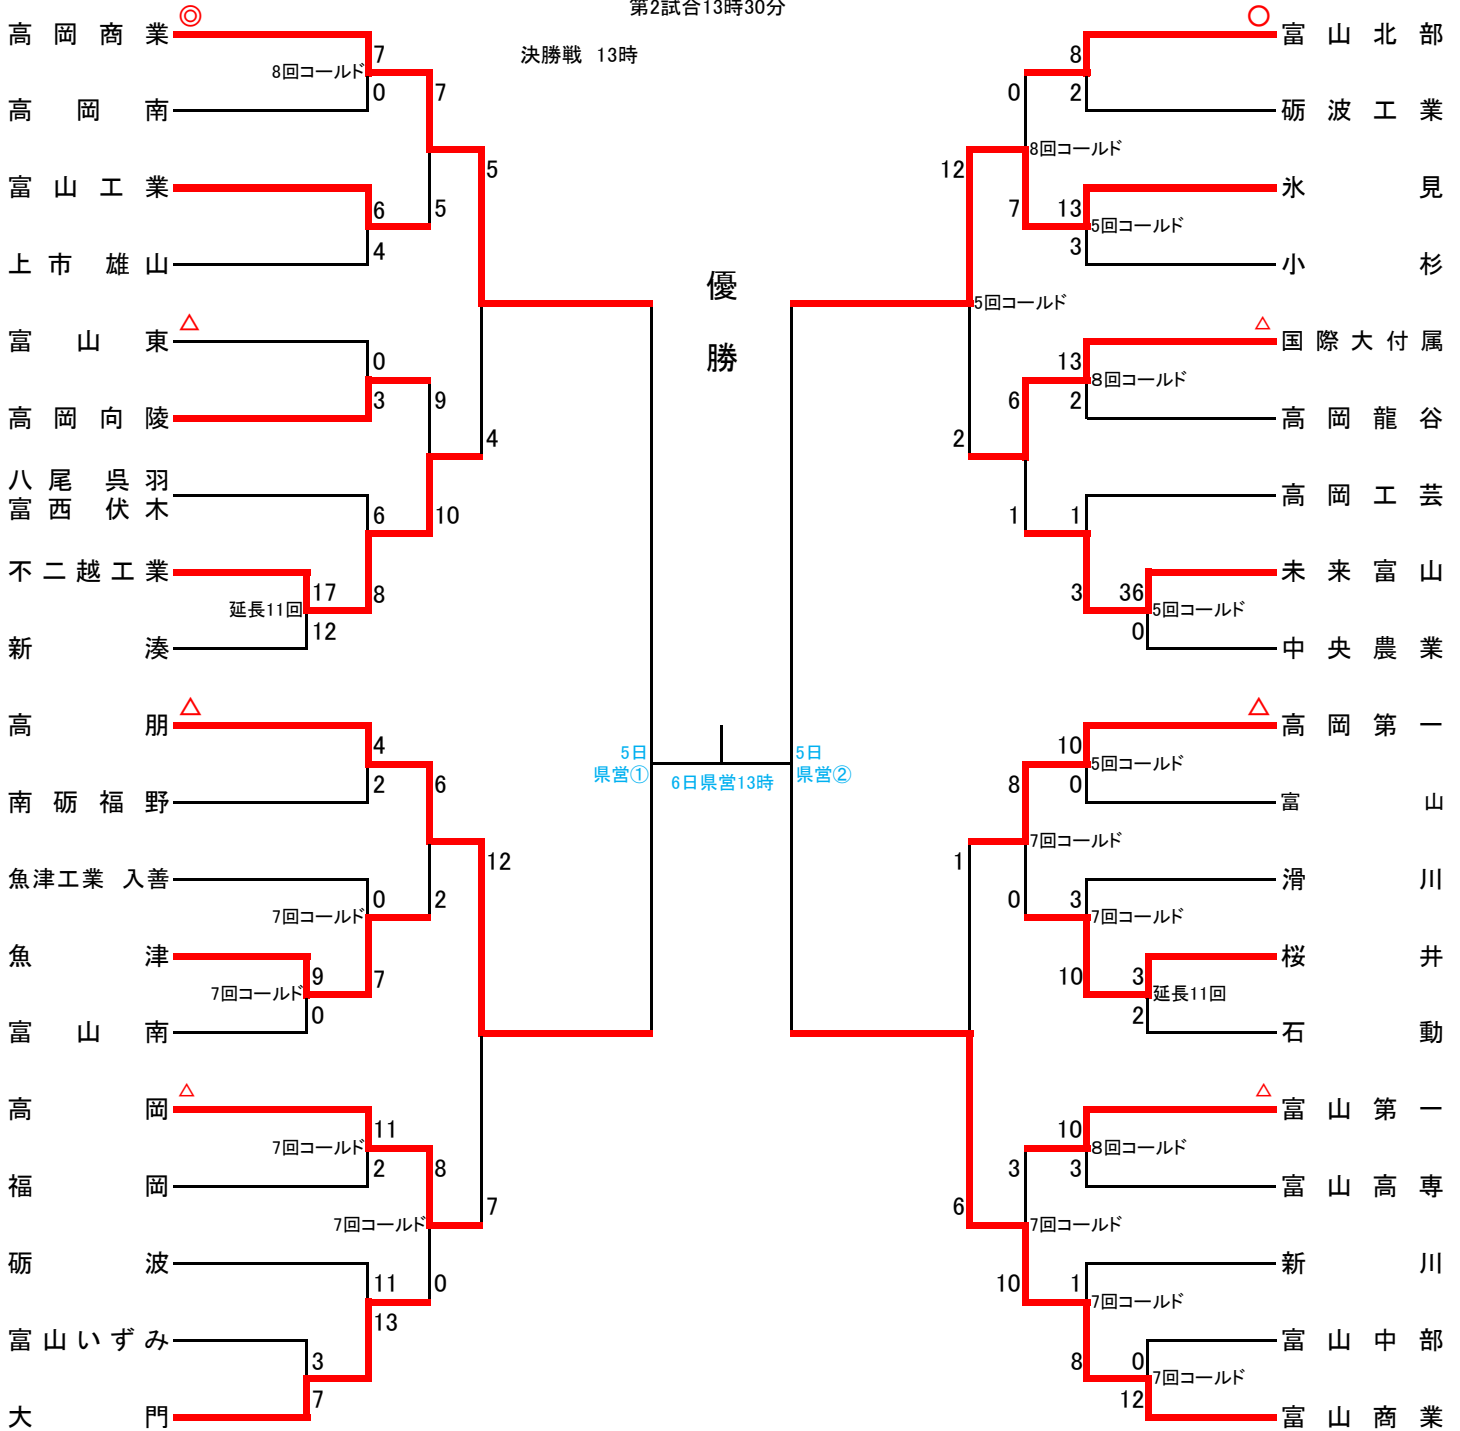 第2試合13時30分
決勝戦 13時
優
勝
高岡商業
◎
7
8回コールド
0
高岡南
7
富山工業
6
4
上市 雄山
5
5
富山東
△
0
3
高岡向陵
9
八尾 呉羽
富西 伏木
6
10
不二越工業
17
延長11回
12
8
新湊
4
高朋
△
4
2
南砺福野
6
魚津工業 入善
0
7回コールド
7
2
魚津
9
7回コールド
0
富山南
12
高岡
△
11
7回コールド
2
福岡
8
7回コールド
0
砺波
11
13
富山いずみ
3
7
大門
7
5日
県営①
6日県営13時
5日
県営②
○
富山北部
8
2
砺波工業
0
8回コールド
7
氷見
13
5回コールド
3
小杉
12
5回コールド
2
△
国際大付属
13
8回コールド
2
高岡龍谷
6
1
高岡工芸
1
3
未来富山
36
5回コールド
0
中央農業
△
高岡第一
10
5回コールド
0
富山
8
7回コールド
0
滑川
3
7回コールド
10
桜井
3
延長11回
2
石動
1
6
△
富山第一
10
8回コールド
3
富山高専
3
7回コールド
10
新川
1
7回コールド
8
富山中部
0
7回コールド
12
富山商業